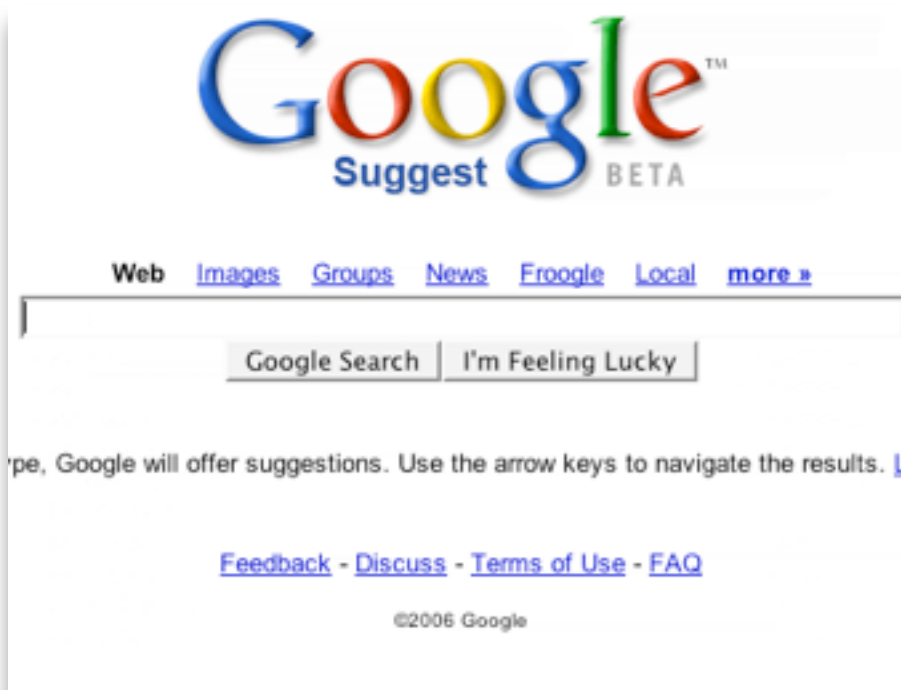 Google™
Suggest BETA
Web Images Groups News Froogle Local more »
Google Search I'm Feeling Lucky
ype, Google will offer suggestions. Use the arrow keys to navigate the results. L
Feedback - Discuss - Terms of Use - FAQ
©2006 Google